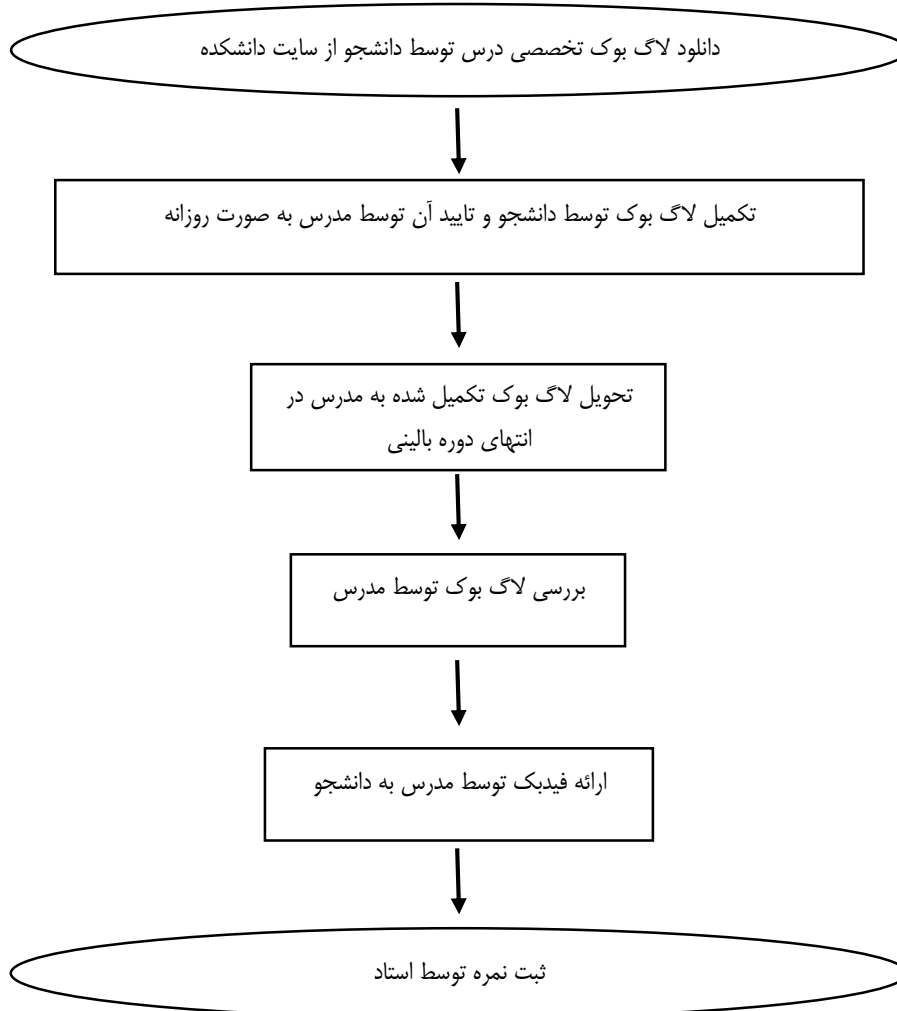 دانلود لاگ بوک تخصصی درس توسط دانشجو از سایت دانشکده
تکمیل لاگ بوک توسط دانشجو و تایید آن توسط مدرس به صورت روزانه
تحویل لاگ بوک تکمیل شده به مدرس در
انتهای دوره بالینی
بررسی لاگ بوک توسط مدرس
ارائه فیدبک توسط مدرس به دانشجو
ثبت نمره توسط استاد